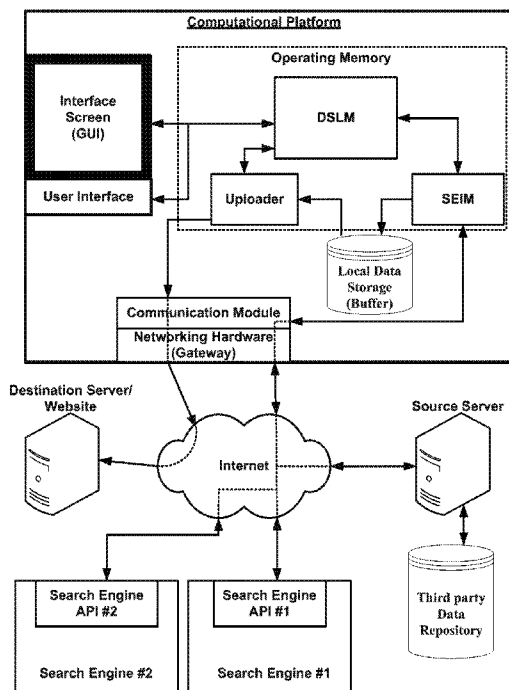 Computational Platform
Operating Memory
Interface
Screen
(GUI)
DSLM
User Interface
Uploader
SEIM
Local Data
Storage
(Buffer)
Communication Module
Networking Hardware
(Gateway)
Destination Server/
Website
Source Server
Internet
Search Engine
API #2
Search Engine
API #1
Third party
Data
Repository
Search Engine #2
Search Engine #1